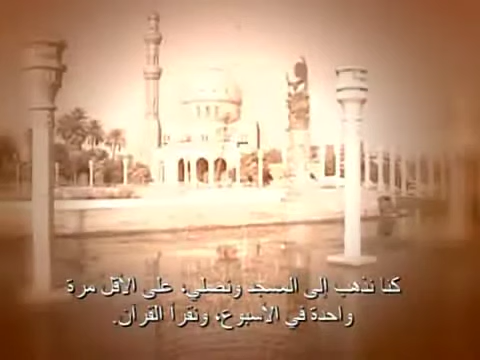 كنا نذهب إلى المسجد ونصلي، على الأقل مرة
واحدة في الأسبوع، ونقرأ القرآن.